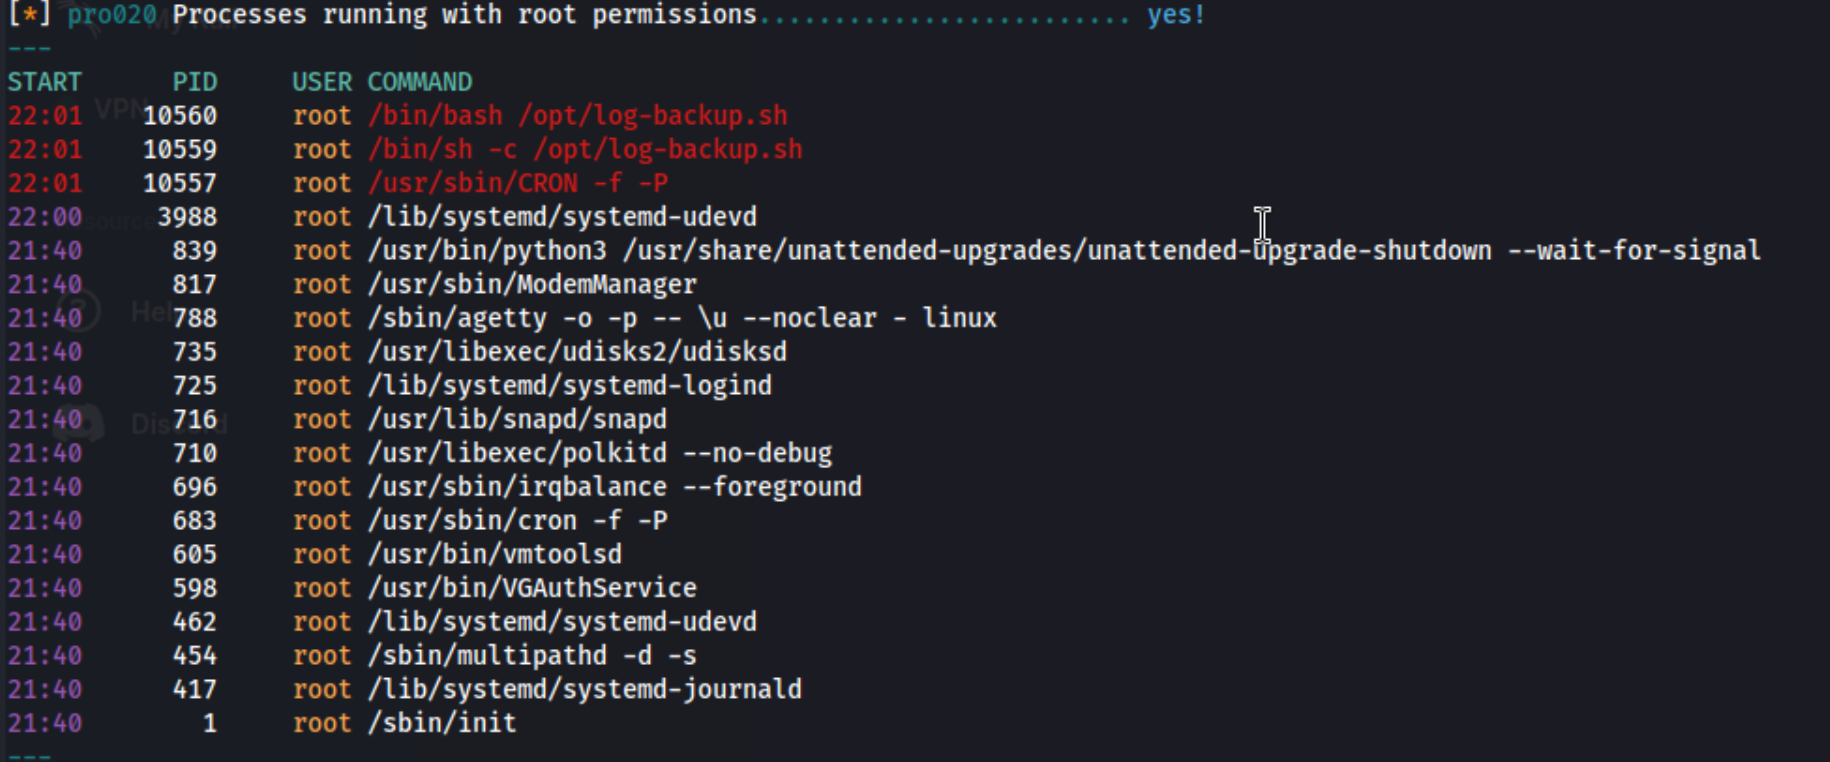 [*] pro020 Processes running with root permissions......................... yes!
---
START      PID     USER COMMAND
22:01    10560     root /bin/bash /opt/log-backup.sh
22:01    10559     root /bin/sh -c /opt/log-backup.sh
22:01    10557     root /usr/sbin/CRON -f -P
22:00     3988     root /lib/systemd/systemd-udevd
21:40      839     root /usr/bin/python3 /usr/share/unattended-upgrades/unattended-upgrade-shutdown --wait-for-signal
21:40      817     root /usr/sbin/ModemManager
21:40      788     root /sbin/agetty -o -p -- \u --noclear - linux
21:40      735     root /usr/libexec/udisks2/udisksd
21:40      725     root /lib/systemd/systemd-logind
21:40      716     root /usr/lib/snapd/snapd
21:40      710     root /usr/libexec/polkitd --no-debug
21:40      696     root /usr/sbin/irqbalance --foreground
21:40      683     root /usr/sbin/cron -f -P
21:40      605     root /usr/bin/vmtoolsd
21:40      598     root /usr/bin/VGAuthService
21:40      462     root /lib/systemd/systemd-udevd
21:40      454     root /sbin/multipathd -d -s
21:40      417     root /lib/systemd/systemd-journald
21:40        1     root /sbin/init
---
VPN